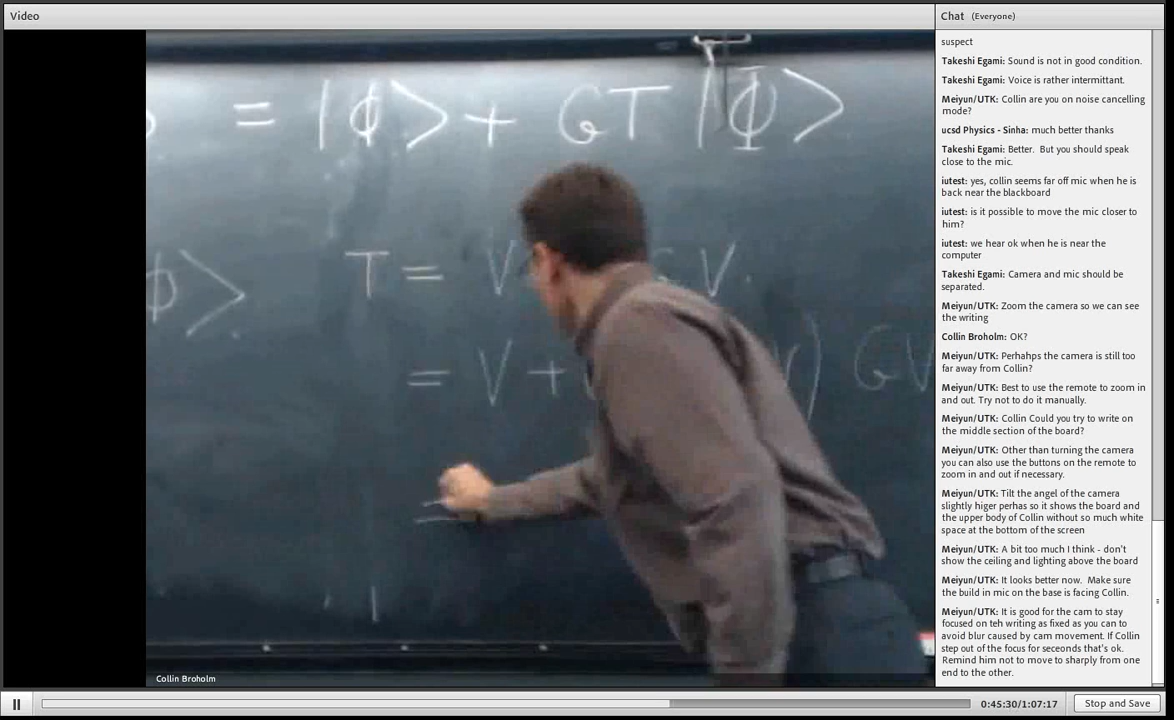 Video
= |ϕ> + GT |Φ>
ϕ> T = V V
= V + V) GV
=
Collin Broholm
0:45:30/1:07:17
Stop and Save
Chat (Everyone)
suspect
Takeshi Egami: Sound is not in good condition.
Takeshi Egami: Voice is rather intermittant.
Meiyun/UTK: Collin are you on noise cancelling
mode?
ucsd Physics - Sinha: much better thanks
Takeshi Egami: Better. But you should speak
close to the mic.
iutest: yes, collin seems far off mic when he is
back near the blackboard
iutest: is it possible to move the mic closer to
him?
iutest: we hear ok when he is near the
computer
Takeshi Egami: Camera and mic should be
separated.
Meiyun/UTK: Zoom the camera so we can see
the writing
Collin Broholm: OK?
Meiyun/UTK: Perhahps the camera is still too
far away from Collin?
Meiyun/UTK: Best to use the remote to zoom in
and out. Try not to do it manually.
Meiyun/UTK: Collin Could you try to write on
the middle section of the board?
Meiyun/UTK: Other than turning the camera
you can also use the buttons on the remote to
zoom in and out if necessary.
Meiyun/UTK: Tilt the angel of the camera
slightly higer perhas so it shows the board and
the upper body of Collin without so much white
space at the bottom of the screen
Meiyun/UTK: A bit too much I think - don't
show the ceiling and lighting above the board
Meiyun/UTK: It looks better now. Make sure
the build in mic on the base is facing Collin.
Meiyun/UTK: It is good for the cam to stay
focused on teh writing as fixed as you can to
avoid blur caused by cam movement. If Collin
step out of the focus for seceonds that's ok.
Remind him not to move to sharply from one
end to the other.